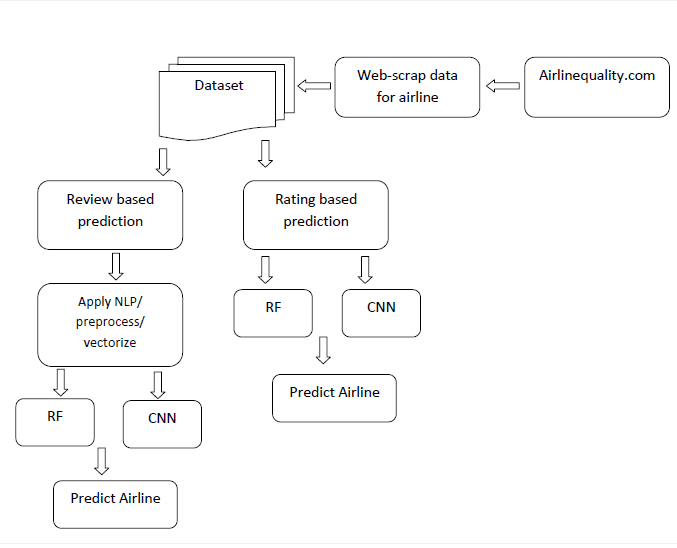 Dataset
Web-scrap data
for airline
Airlinequality.com
Review based
prediction
Rating based
prediction
Apply NLP/
preprocess/
vectorize
RF
CNN
Predict Airline
RF
CNN
Predict Airline